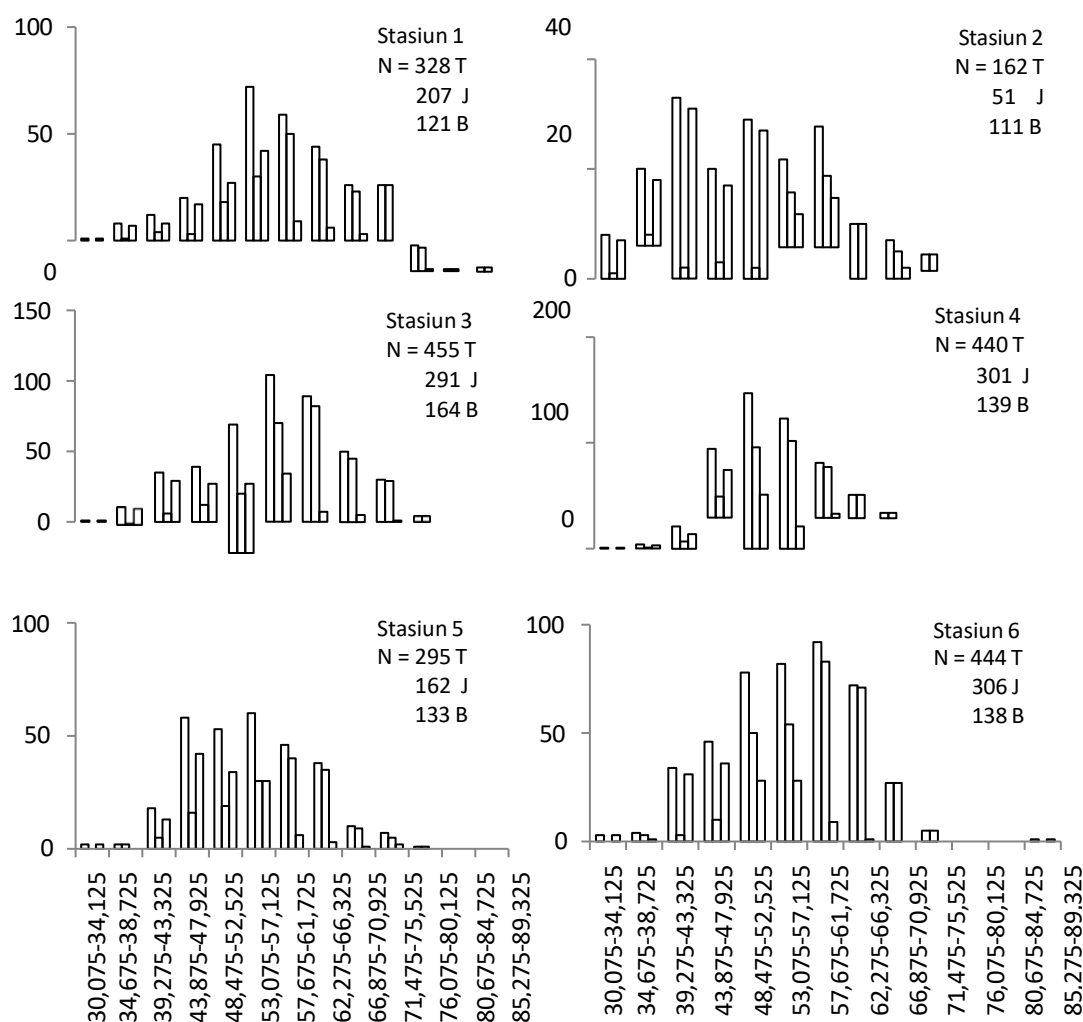 100
50
0
Stasiun 1
N = 328 T
207 J
121 B
40
20
0
Stasiun 2
N = 162 T
51 J
111 B
150
100
50
0
Stasiun 3
N = 455 T
291 J
164 B
200
100
0
Stasiun 4
N = 440 T
301 J
139 B
100
50
0
Stasiun 5
N = 295 T
162 J
133 B
100
50
0
Stasiun 6
N = 444 T
306 J
138 B
30,075-34,125
34,675-38,725
39,275-43,325
43,875-47,925
48,475-52,525
53,075-57,125
57,675-61,725
62,275-66,325
66,875-70,925
71,475-75,525
76,075-80,125
80,675-84,725
85,275-89,325
30,075-34,125
34,675-38,725
39,275-43,325
43,875-47,925
48,475-52,525
53,075-57,125
57,675-61,725
62,275-66,325
66,875-70,925
71,475-75,525
76,075-80,125
80,675-84,725
85,275-89.325